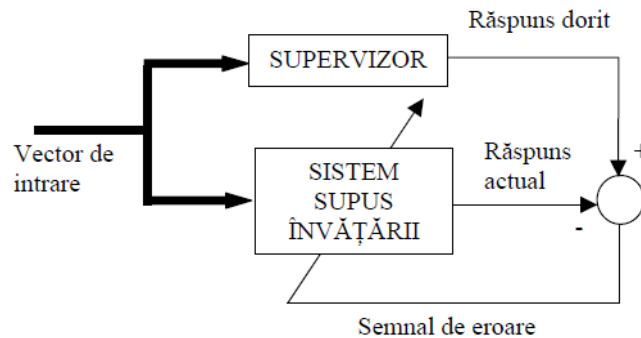 Răspuns dorit
SUPERVIZOR
Vector de
intrare
SISTEM
SUPUS
ÎNVĂȚĂRII
Răspuns
actual
+
-
Semnal de eroare